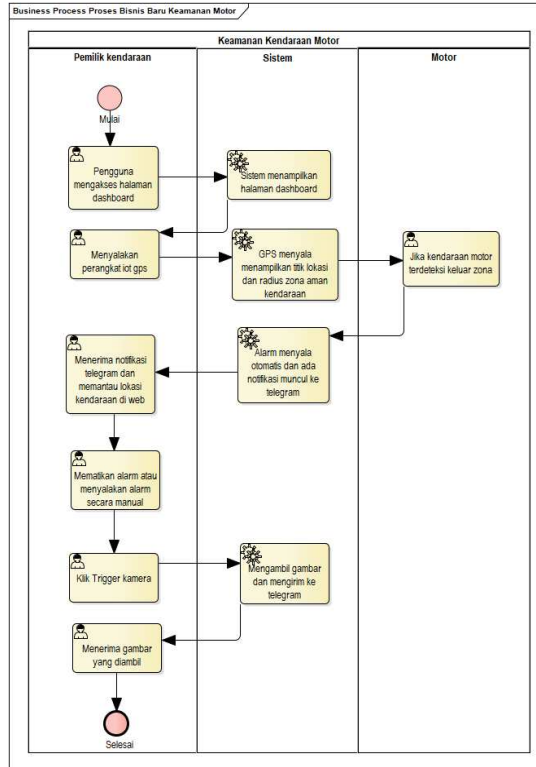 Business Process Proses Bisnis Baru Keamanan Motor
Keamanan Kendaraan Motor
Pemilik kendaraan
Sistem
Motor
Mulai
Pengguna
mengakses halaman
dashboard
Sistem menampilkan
halaman dashboard
Menyalakan
perangkat iot gps
GPS menyala
menampilkan titik lokasi
dan radius zona aman
kendaraan
Jika kendaraan motor
terdeteksi keluar zona
Alarm menyala
otomatis dan ada
notifikasi muncul ke
telegram
Menerima notifikasi
telegram dan
memantau lokasi
kendaraan di web
Mematikan alarm atau
menyalakan alarm
secara manual
Klik Trigger kamera
Mengambil gambar
dan mengirim ke
telegram
Menerima gambar
yang diambil
Selesai